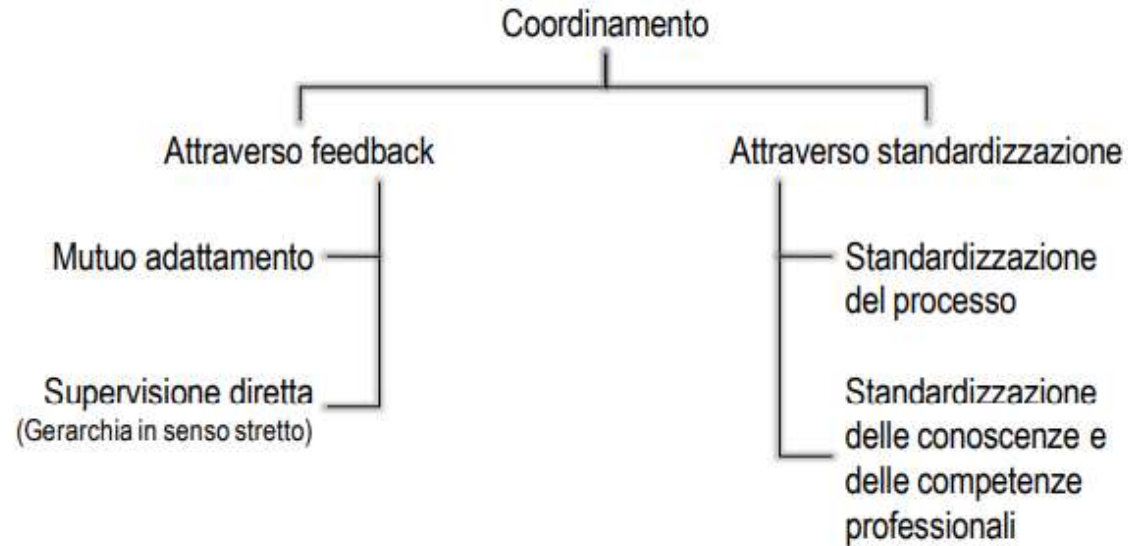 Coordinamento
Attraverso feedback
Attraverso standardizzazione
Mutuo adattamento
Supervisione diretta
(Gerarchia in senso stretto)
Standardizzazione
del processo
Standardizzazione
delle conoscenze e
delle competenze
professionali